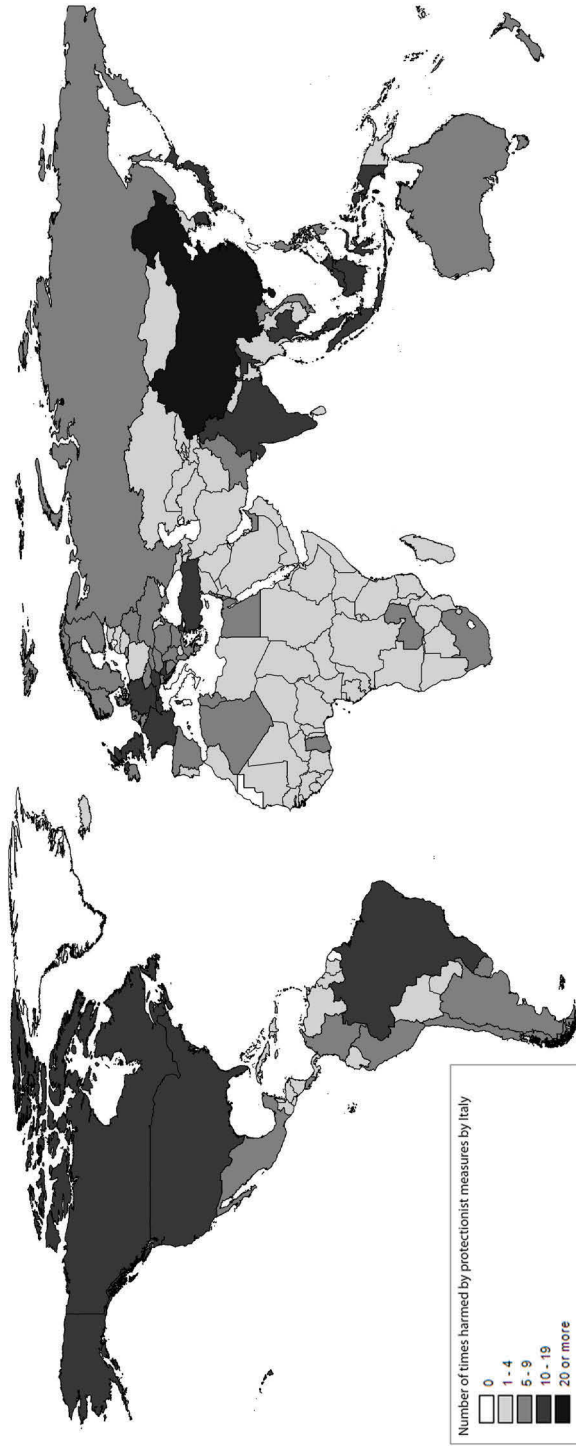 Number of times harmed by protectionist measures by Italy
0
1 - 4
5 - 9
10 - 19
20 or more